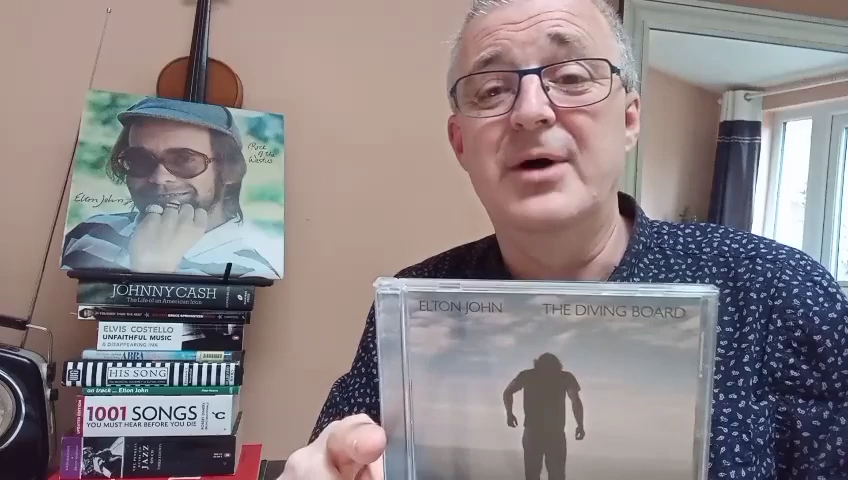 Rock
of the
Westies
Elton John
JOHNNY CASH
The Life of an American Icon
ELVIS COSTELLO
UNFAITHFUL MUSIC
& DISAPPEARING INK
ABBA
HIS SONG
on track ... Elton John
1001 SONGS
YOU MUST HEAR BEFORE YOU DIE
JAZZ
ELTON JOHN THE DIVING BOARD